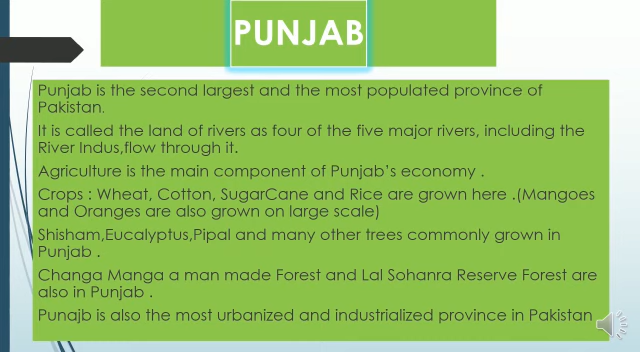 PUNJAB
Punjab is the second largest and the most populated province of
Pakistan.
It is called the land of rivers as four of the five major rivers, including the
River Indus,flow through it.
Agriculture is the main component of Punjab's economy .
Crops : Wheat, Cotton, SugarCane and Rice are grown here .(Mangoes
and Oranges are also grown on large scale)
Shisham,Eucalyptus,Pipal and many other trees commonly grown in
Punjab .
Changa Manga a man made Forest and Lal Sohanra Reserve Forest are
also in Punjab .
Punajb is also the most urbanized and industrialized province in Pakistan